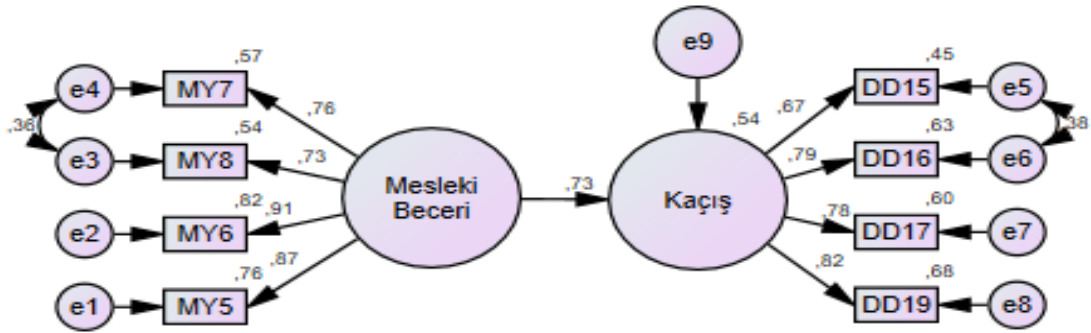 e9
,57
,45
e4
MY7
,76
,54
,67
DD15
e5
,36
,54
,63
,38
e3
MY8
,73
,79
DD16
e6
Mesleki
Beceri
,73
Kaçış
,82
,91
,78
,60
e2
MY6
DD17
e7
,76
,87
,82
,68
e1
MY5
DD19
e8